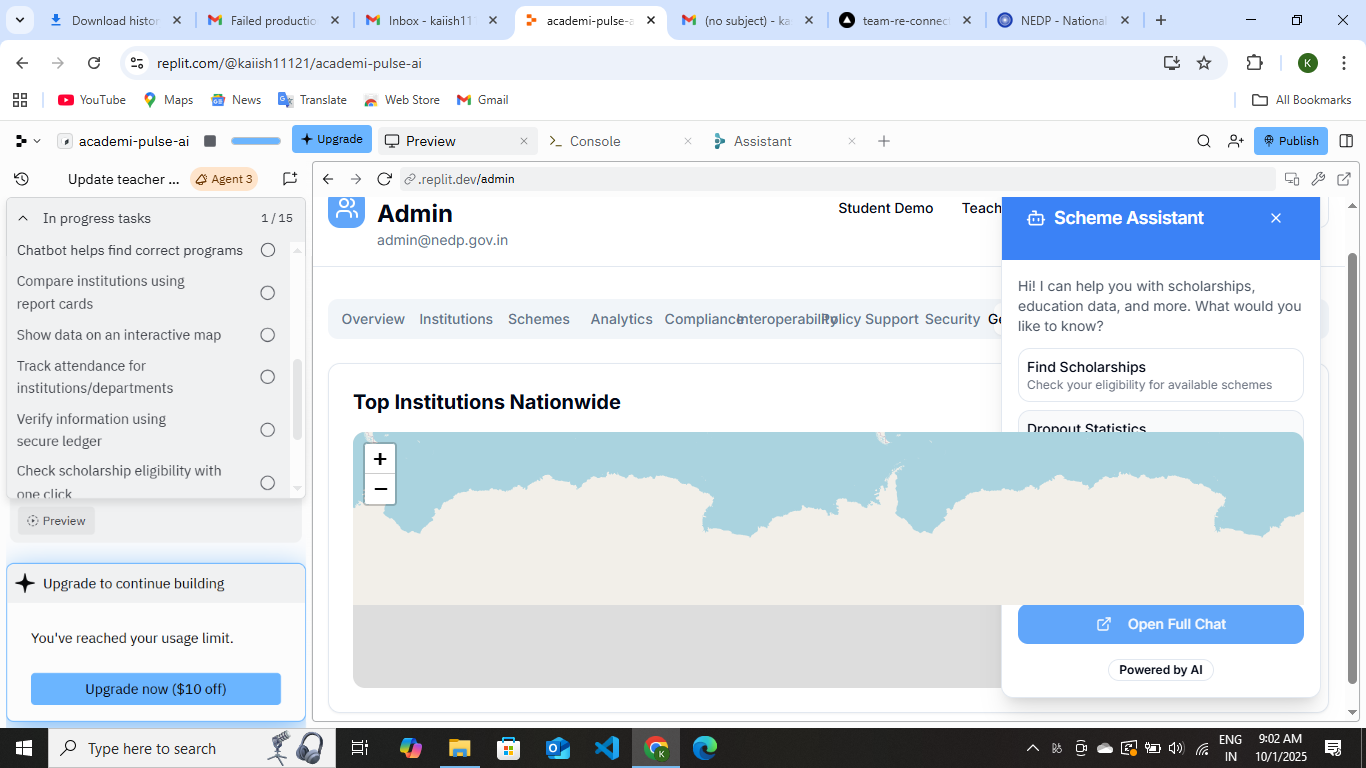 Download histor
Failed productio
Inbox - kaiish11
academi-pulse-a
(no subject) - ka
team-re-connec
NEDP - National
replit.com/@kaiish11121/academi-pulse-ai
K
YouTube
Maps
News
Translate
Web Store
Gmail
All Bookmarks
academi-pulse-ai
Upgrade
Preview
Console
Assistant
Publish
Update teacher ...
Agent 3
.replit.dev/admin
In progress tasks
1 / 15
Chatbot helps find correct programs
Compare institutions using
report cards
Show data on an interactive map
Track attendance for
institutions/departments
Verify information using
secure ledger
Check scholarship eligibility with
one click
Preview
Upgrade to continue building
You've reached your usage limit.
Upgrade now ($10 off)
Admin
admin@nedp.gov.in
Student Demo
Teach
Overview
Institutions
Schemes
Analytics
Compliance
Interoperability
Policy Support
Security
Ge
Top Institutions Nationwide
+
−
Scheme Assistant
Hi! I can help you with scholarships,
education data, and more. What would you
like to know?
Find Scholarships
Check your eligibility for available schemes
Dropout Statistics
Open Full Chat
Powered by AI
Type here to search
ENG
IN
9:02 AM
10/1/2025